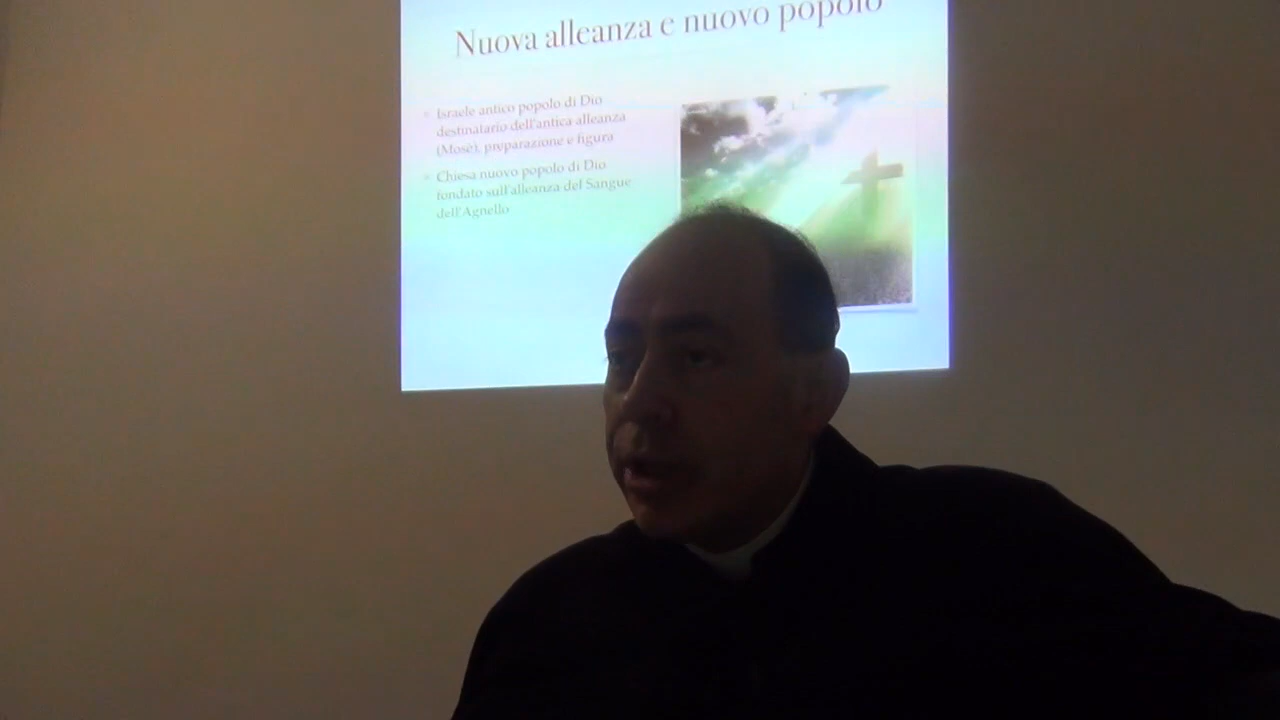 Nuova alleanza e nuovo popolo
Israele antico popolo di Dio
destinatario dell'antica alleanza
(Mosè), preparazione e figura
Chiesa nuovo popolo di Dio
fondato sull'alleanza del Sangue
dell'Agnello